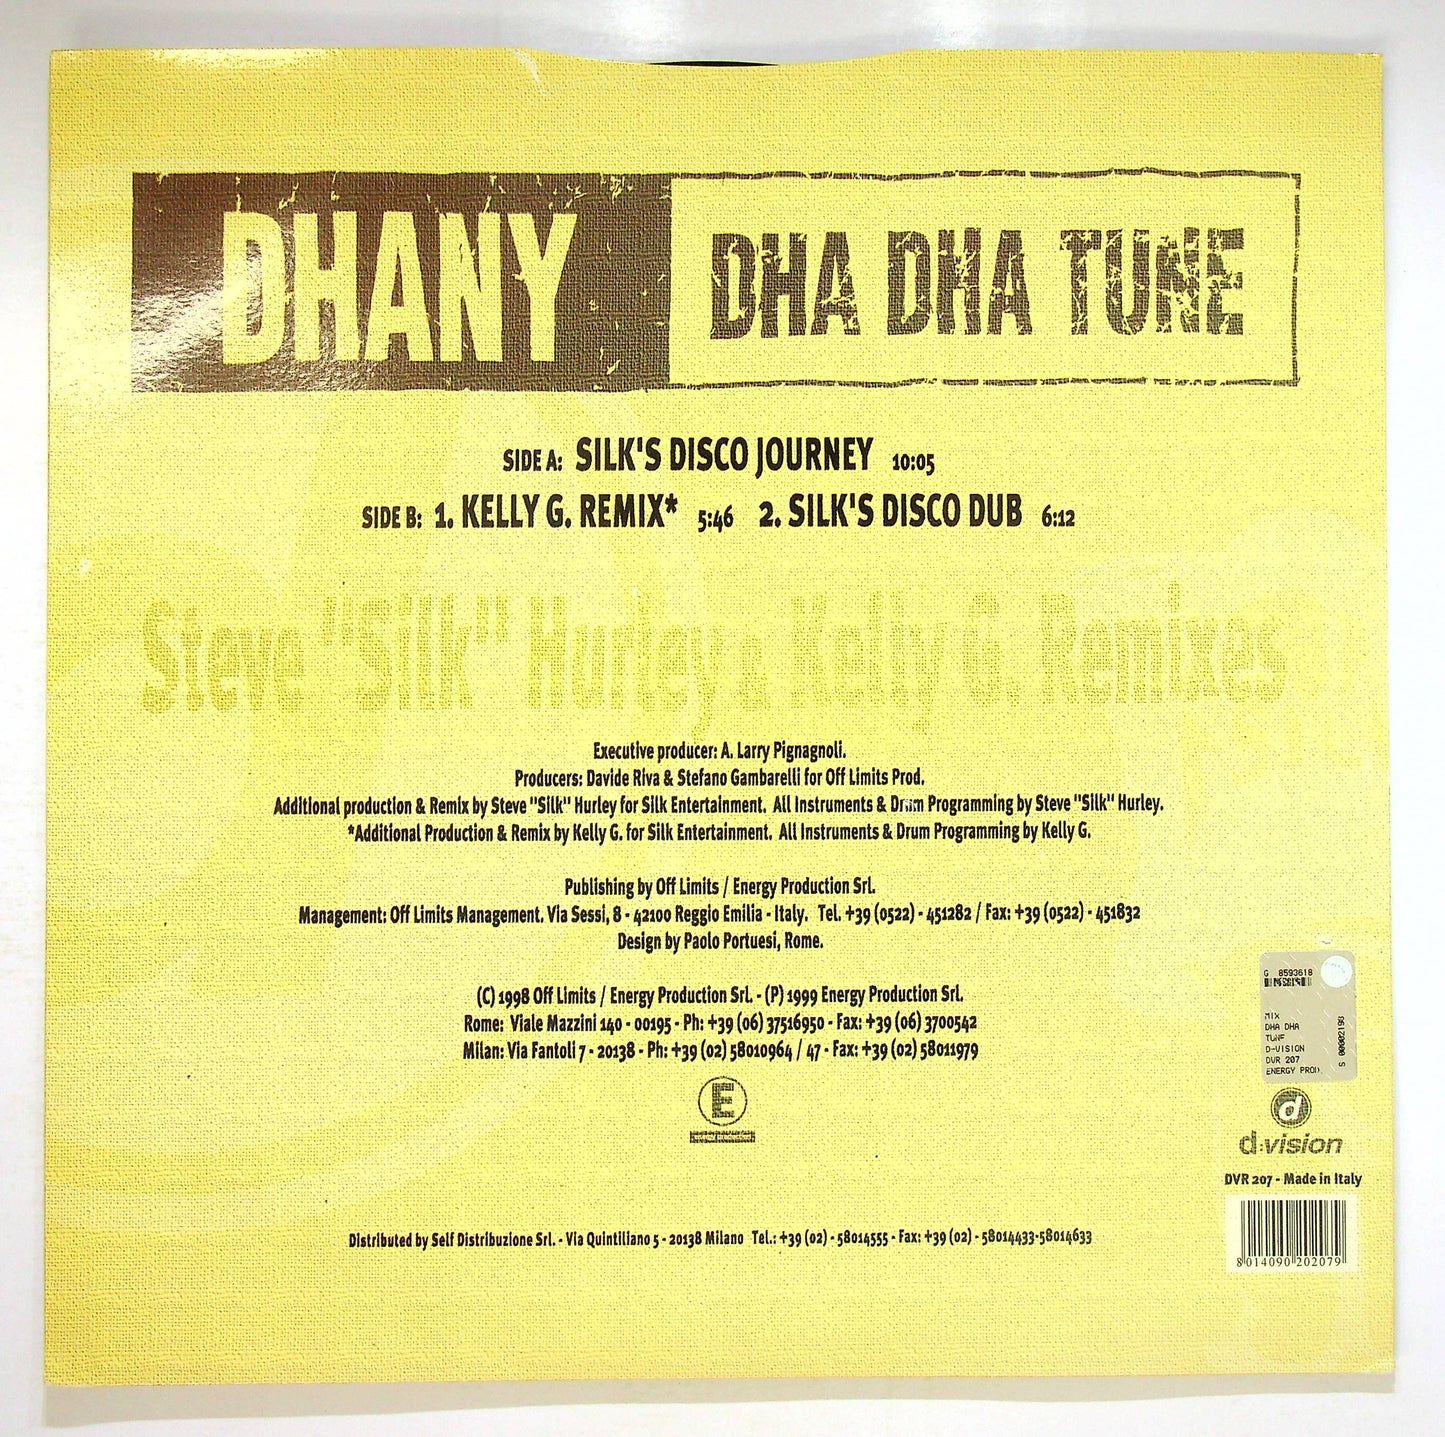 DHANY
DHA DHA TUNE
SIDE A: SILK'S DISCO JOURNEY 10:05
SIDE B: 1. KELLY G. REMIX* 5:46 2. SILK'S DISCO DUB 6:12
Steve "Silk" Hurley & Kelly G. Remixes
Executive producer: A. Larry Pignagnoli.
Producers: Davide Riva & Stefano Gambarelli for Off Limits Prod.
Additional production & Remix by Steve "Silk" Hurley for Silk Entertainment. All Instruments & Drum Programming by Steve "Silk" Hurley.
*Additional Production & Remix by Kelly G. for Silk Entertainment. All Instruments & Drum Programming by Kelly G.
Publishing by Off Limits / Energy Production Srl.
Management: Off Limits Management. Via Sessi, 8 - 42100 Reggio Emilia - Italy. Tel. +39 (0522) - 451282 / Fax: +39 (0522) - 451832
Design by Paolo Portuesi, Rome.
(C) 1998 Off Limits / Energy Production Srl. - (P) 1999 Energy Production Srl.
Rome: Viale Mazzini 140 - 00195 - Ph: +39 (06) 37516950 - Fax: +39 (06) 3700542
Milan: Via Fantoli 7 - 20138 - Ph: +39 (02) 58010964 / 47 - Fax: +39 (02) 58011979
E
G 8593618
MIX
DHA DHA
TUNE
D-VISION
DVR 207
ENERGY PROD.
S 00002198
d
d:vision
DVR 207 - Made in Italy
8 014090 202079
Distributed by Self Distribuzione Srl. - Via Quintiliano 5 - 20138 Milano Tel.: +39 (02) - 58014555 - Fax: +39 (02) - 58014433-58014633